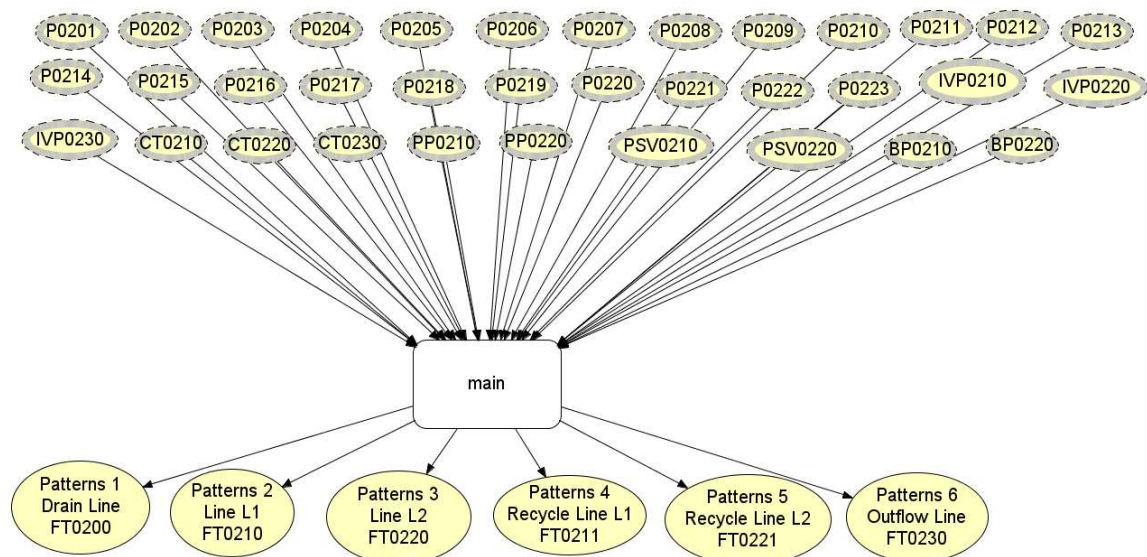 P0201 P0202 P0203 P0204 P0205 P0206 P0207 P0208 P0209 P0210 P0211 P0212 P0213
P0214 P0215 P0216 P0217 P0218 P0219 P0220 P0221 P0222 P0223 IVP0210 IVP0220
IVP0230 CT0210 CT0220 CT0230 PP0210 PP0220 PSV0210 PSV0220 BP0210 BP0220
main
Patterns 1
Drain Line
FT0200
Patterns 2
Line L1
FT0210
Patterns 3
Line L2
FT0220
Patterns 4
Recycle Line L1
FT0211
Patterns 5
Recycle Line L2
FT0221
Patterns 6
Outflow Line
FT0230